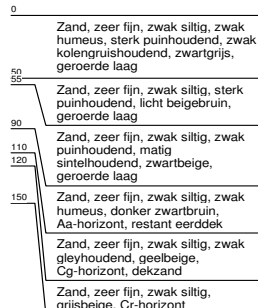 0
Zand, zeer fijn, zwak siltig, zwak
humeus, sterk puinhoudend, zwak
kolengruishoudend, zwartgrijs,
geroerde laag
50
55
Zand, zeer fijn, zwak siltig, sterk
puinhoudend, licht beigebruin,
geroerde laag
90
Zand, zeer fijn, zwak siltig, zwak
puinhoudend, matig
sintelhoudend, zwartbeige,
geroerde laag
110
120
Zand, zeer fijn, zwak siltig, zwak
humeus, donker zwartbruin,
Aa-horizont, restant eerddek
150
Zand, zeer fijn, zwak siltig, zwak
gleyhoudend, geelbeige,
Cg-horizont, dekzand
Zand, zeer fijn, zwak siltig,
grijsbeige, Cr-horizont